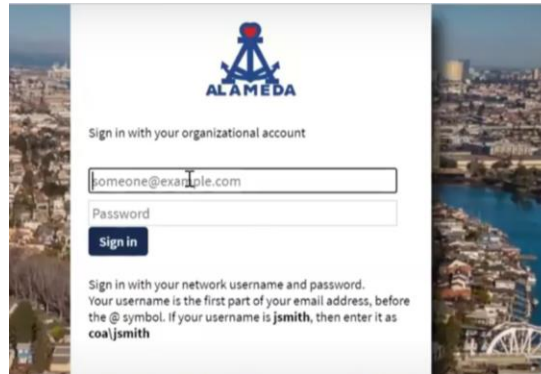 ALAMEDA
Sign in with your organizational account
someone@example.com
Password
Sign in
Sign in with your network username and password.
Your username is the first part of your email address, before
the @ symbol. If your username is jsmith, then enter it as
coa\jsmith